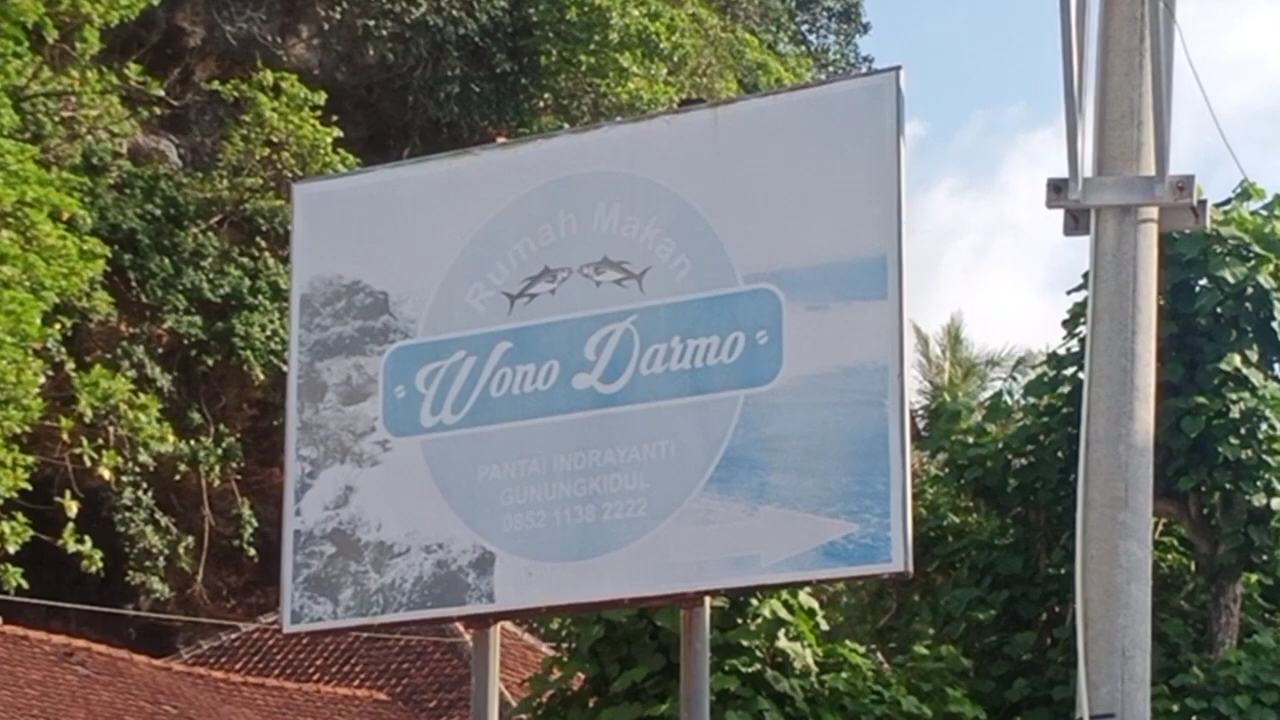 Rumah Makan
Wono Darmo
PANTAI INDRAYANTI
GUNUNGKIDUL
0852 1138 2222